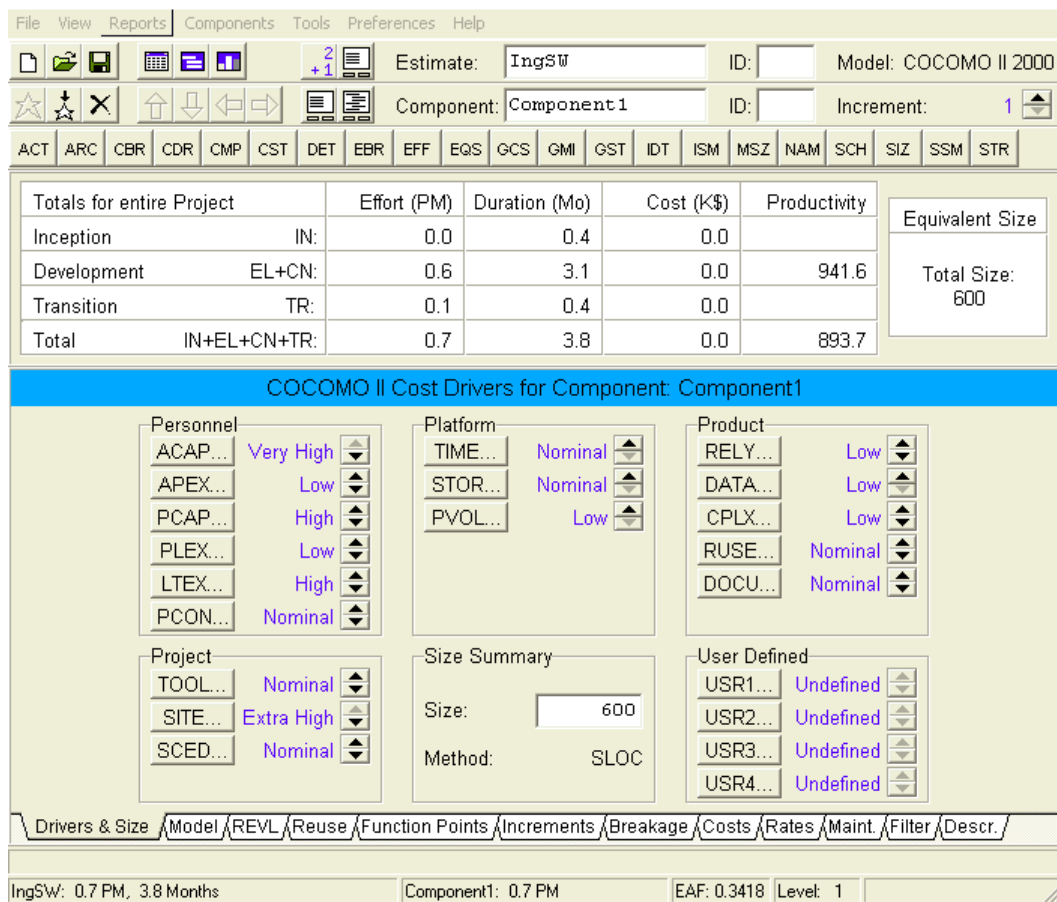 File View Reports Components Tools Preferences Help
2 +1 Estimate: IngSW ID: Model: COCOMO II 2000
Component: Component1 ID: Increment: 1
ACT ARC CBR CDR CMP CST DET EBR EFF EQS GCS GMI GST IDT ISM MSZ NAM SCH SIZ SSM STR
Totals for entire Project Effort (PM) Duration (Mo) Cost (K$) Productivity
Equivalent Size
Inception IN: 0.0 0.4 0.0
Development EL+CN: 0.6 3.1 0.0 941.6
Total Size:
Transition TR: 0.1 0.4 0.0
600
Total IN+EL+CN+TR: 0.7 3.8 0.0 893.7
COCOMO II Cost Drivers for Component: Component1
Personnel
ACAP... Very High
APEX... Low
PCAP... High
PLEX... Low
LTEX... High
PCON... Nominal
Platform
TIME... Nominal
STOR... Nominal
PVOL... Low
Product
RELY... Low
DATA... Low
CPLX... Low
RUSE... Nominal
DOCU... Nominal
Project
TOOL... Nominal
SITE... Extra High
SCED... Nominal
Size Summary
Size: 600
Method: SLOC
User Defined
USR1... Undefined
USR2... Undefined
USR3... Undefined
USR4... Undefined
Drivers & Size Model REVL Reuse Function Points Increments Breakage Costs Rates Maint. Filter Descr.
IngSW: 0.7 PM, 3.8 Months Component1: 0.7 PM EAF: 0.3418 Level: 1